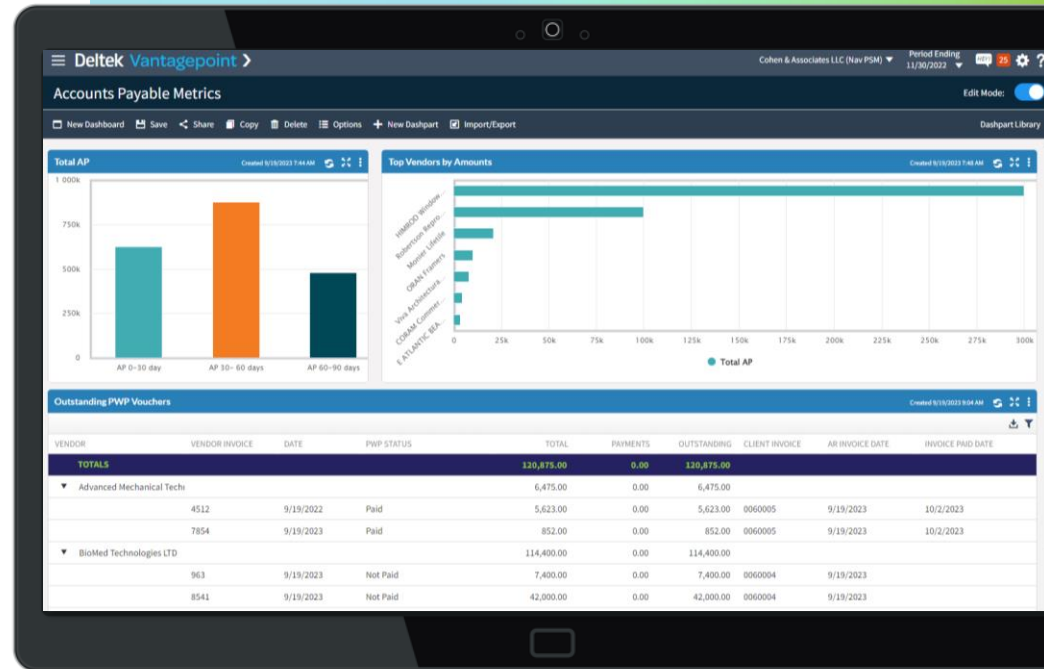 Deltek Vantagepoint
Cohen & Associates LLC (Nav PSM)
Period Ending
11/30/2022
25
?
Accounts Payable Metrics
Edit Mode:
New Dashboard Save Share Copy Delete Options New Dashpart Import/Export Dashpart Library
Total AP Created 9/19/2023 7:44 AM
1 000k
750k
500k
250k
0
AP 0-30 day AP 30- 60 days AP 60-90 days
Top Vendors by Amounts Created 9/19/2023 7:48 AM
HIMROD Window...
Robertson Repro...
Monier Lifetile
ORAN Framers
Viva Architectura...
CORAM Commer...
E ATLANTIC BEA...
0 25k 50k 75k 100k 125k 150k 175k 200k 225k 250k 275k 300k
Total AP
Outstanding PWP Vouchers Created 9/19/2023 9:04 AM
VENDOR VENDOR INVOICE DATE PWP STATUS TOTAL PAYMENTS OUTSTANDING CLIENT INVOICE AR INVOICE DATE INVOICE PAID DATE
TOTALS 120,875.00 0.00 120,875.00
Advanced Mechanical Techn 6,475.00 0.00 6,475.00
4512 9/19/2022 Paid 5,623.00 0.00 5,623.00 0060005 9/19/2023 10/2/2023
7854 9/19/2023 Paid 852.00 0.00 852.00 0060005 9/19/2023 10/2/2023
BioMed Technologies LTD 114,400.00 0.00 114,400.00
963 9/19/2023 Not Paid 7,400.00 0.00 7,400.00 0060004 9/19/2023
8541 9/19/2023 Not Paid 42,000.00 0.00 42,000.00 0060004 9/19/2023